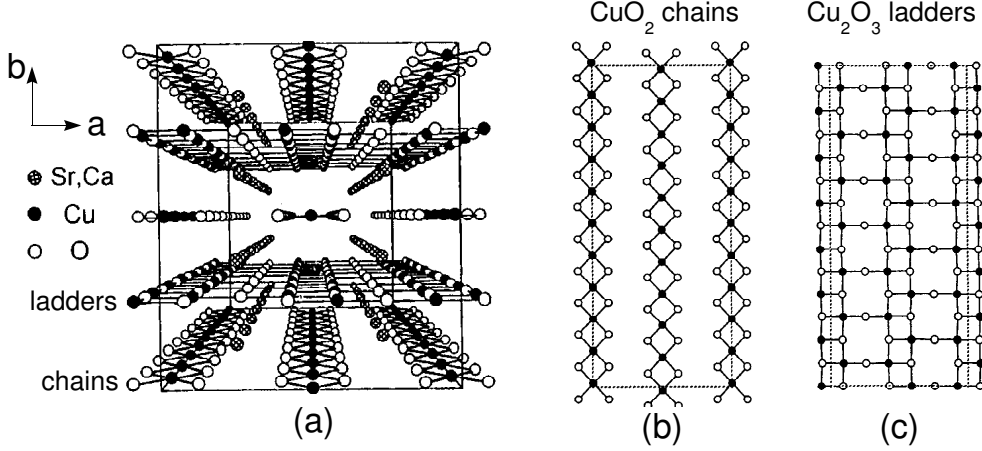 b
a
Sr,Ca
Cu
O
ladders
chains
(a)
CuO₂ chains
(b)
Cu₂O₃ ladders
(c)